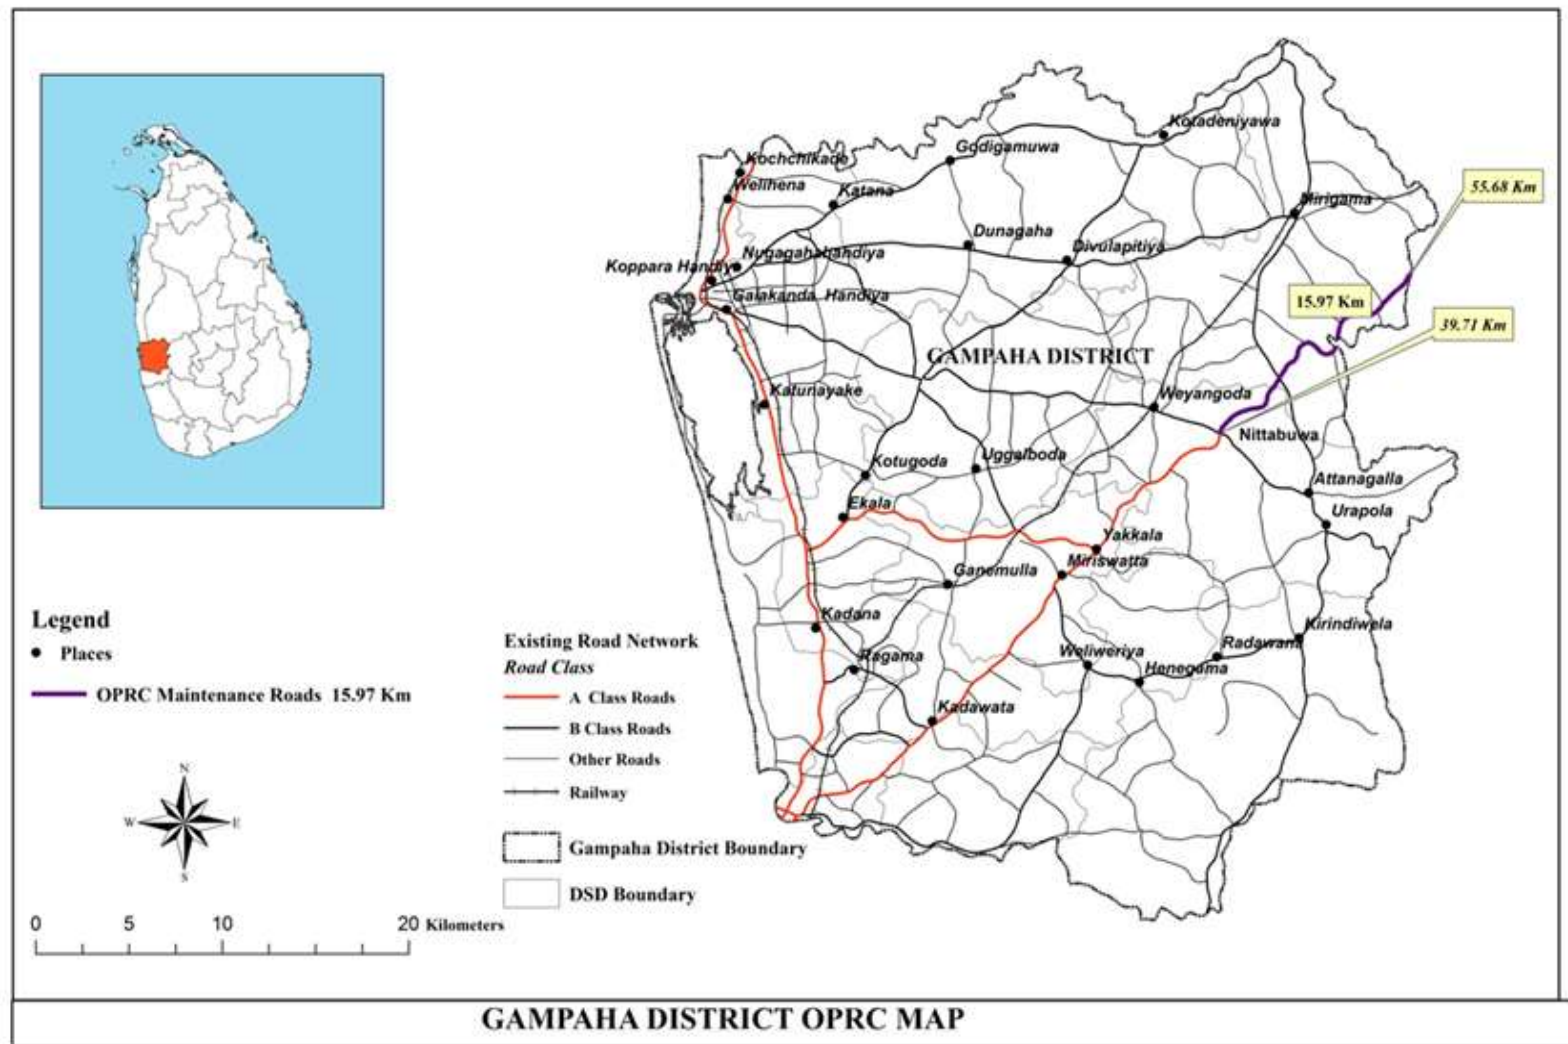 Kotadeniyawa
Godigamuwa
Kochchikade
Welihena
Katana
55.68 Km
Mirigama
Dunagaha
Divulapitiya
Nugagahahandiya
Koppara Handiy
Galakanda Handiya
15.97 Km
39.71 Km
GAMPAHA DISTRICT
Katunayake
Weyangoda
Nittabuwa
Kotugoda
Uggalboda
Attanagalla
Ekala
Urapola
Yakkala
Miriswatta
Ganemulla
Kadana
Kirindiwela
Radawana
Ragama
Weliweriya
Henegama
Kadawata
Legend
Places
OPRC Maintenance Roads 15.97 Km
Existing Road Network
Road Class
A Class Roads
B Class Roads
Other Roads
Railway
Gampaha District Boundary
DSD Boundary
N
W E
S
0 5 10 20 Kilometers
GAMPAHA DISTRICT OPRC MAP